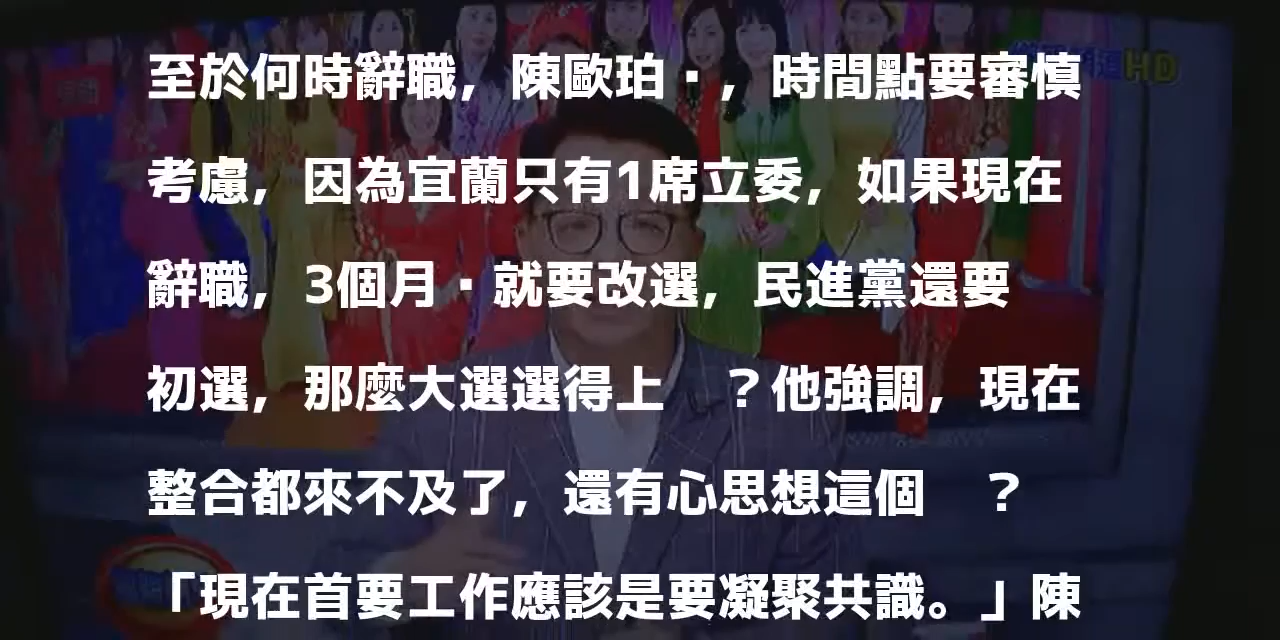 至於何時辭職，陳歐珀·，時間點要審慎
考慮，因為宜蘭只有1席立委，如果現在
辭職，3個月·就要改選，民進黨還要
初選，那麼大選選得上　？他強調，現在
整合都來不及了，還有心思想這個　？
「現在首要工作應該是要凝聚共識。」陳
HD